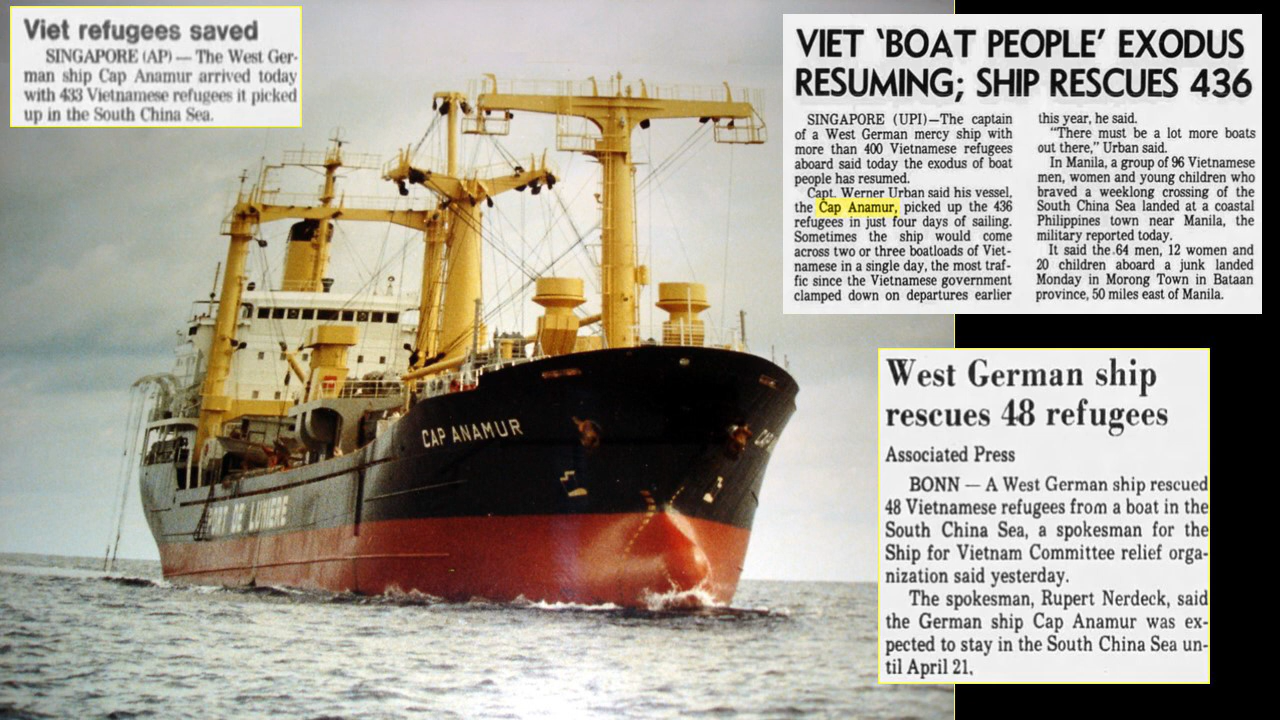 Viet refugees saved
SINGAPORE (AP) — The West Ger-
man ship Cap Anamur arrived today
with 433 Vietnamese refugees it picked
up in the South China Sea.
VIET ‘BOAT PEOPLE’ EXODUS
RESUMING; SHIP RESCUES 436
SINGAPORE (UPI)—The captain
of a West German mercy ship with
more than 400 Vietnamese refugees
aboard said today the exodus of boat
people has resumed.
Capt. Werner Urban said his vessel,
the Cap Anamur, picked up the 436
refugees in just four days of sailing.
Sometimes the ship would come
across two or three boatloads of Viet-
namese in a single day, the most traf-
fic since the Vietnamese government
clamped down on departures earlier
this year, he said.
“There must be a lot more boats
out there,” Urban said.
In Manila, a group of 96 Vietnamese
men, women and young children who
braved a weeklong crossing of the
South China Sea landed at a coastal
Philippines town near Manila, the
military reported today.
It said the 64 men, 12 women and
20 children aboard a junk landed
Monday in Morong Town in Bataan
province, 50 miles east of Manila.
West German ship
rescues 48 refugees
Associated Press
BONN — A West German ship rescued
48 Vietnamese refugees from a boat in the
South China Sea, a spokesman for the
Ship for Vietnam Committee relief orga-
nization said yesterday.
The spokesman, Rupert Nerdeck, said
the German ship Cap Anamur was ex-
pected to stay in the South China Sea un-
til April 21.
CAP ANAMUR
CAP